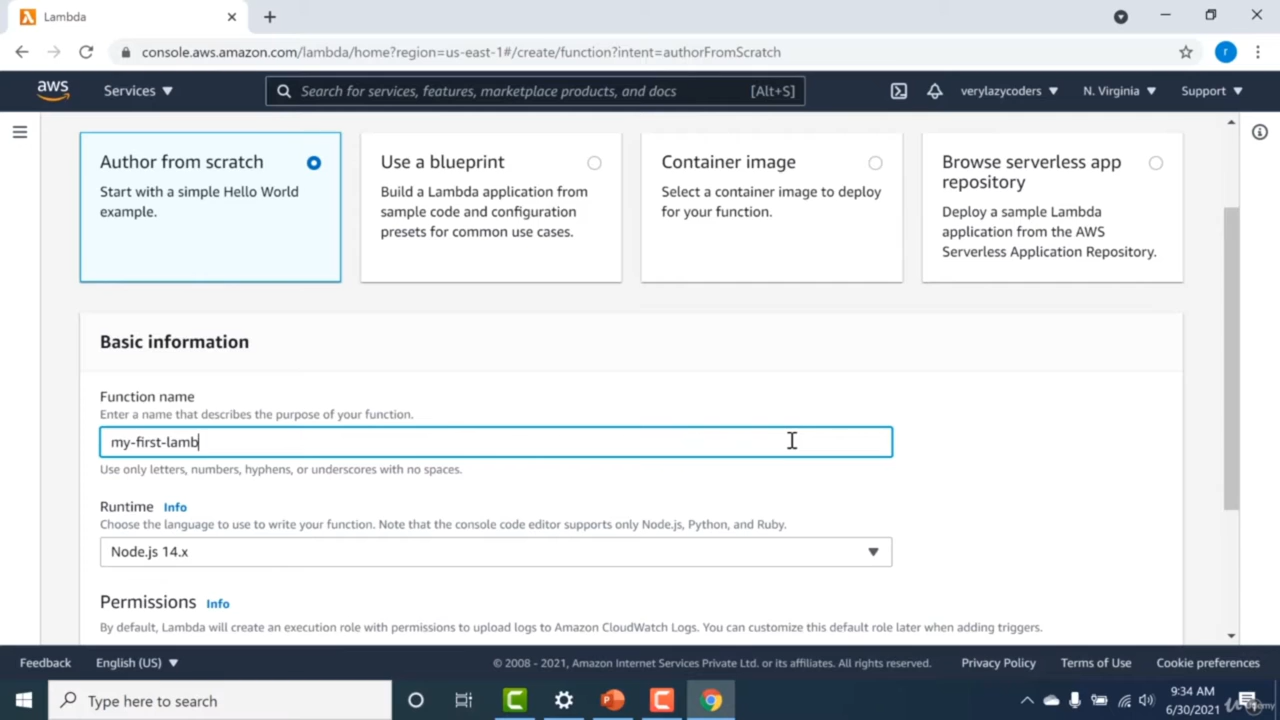 Lambda
console.aws.amazon.com/lambda/home?region=us-east-1#/create/function?intent=authorFromScratch
r
aws
Services
Search for services, features, marketplace products, and docs
[Alt+S]
verylazycoders
N. Virginia
Support
Author from scratch
Start with a simple Hello World
example.
Use a blueprint
Build a Lambda application from
sample code and configuration
presets for common use cases.
Container image
Select a container image to deploy
for your function.
Browse serverless app
repository
Deploy a sample Lambda
application from the AWS
Serverless Application Repository.
Basic information
Function name
Enter a name that describes the purpose of your function.
my-first-lamb
Use only letters, numbers, hyphens, or underscores with no spaces.
Runtime Info
Choose the language to use to write your function. Note that the console code editor supports only Node.js, Python, and Ruby.
Node.js 14.x
Permissions Info
By default, Lambda will create an execution role with permissions to upload logs to Amazon CloudWatch Logs. You can customize this default role later when adding triggers.
Feedback
English (US)
© 2008 - 2021, Amazon Internet Services Private Ltd. or its affiliates. All rights reserved.
Privacy Policy
Terms of Use
Cookie preferences
Type here to search
9:34 AM
6/30/2021
Udemy